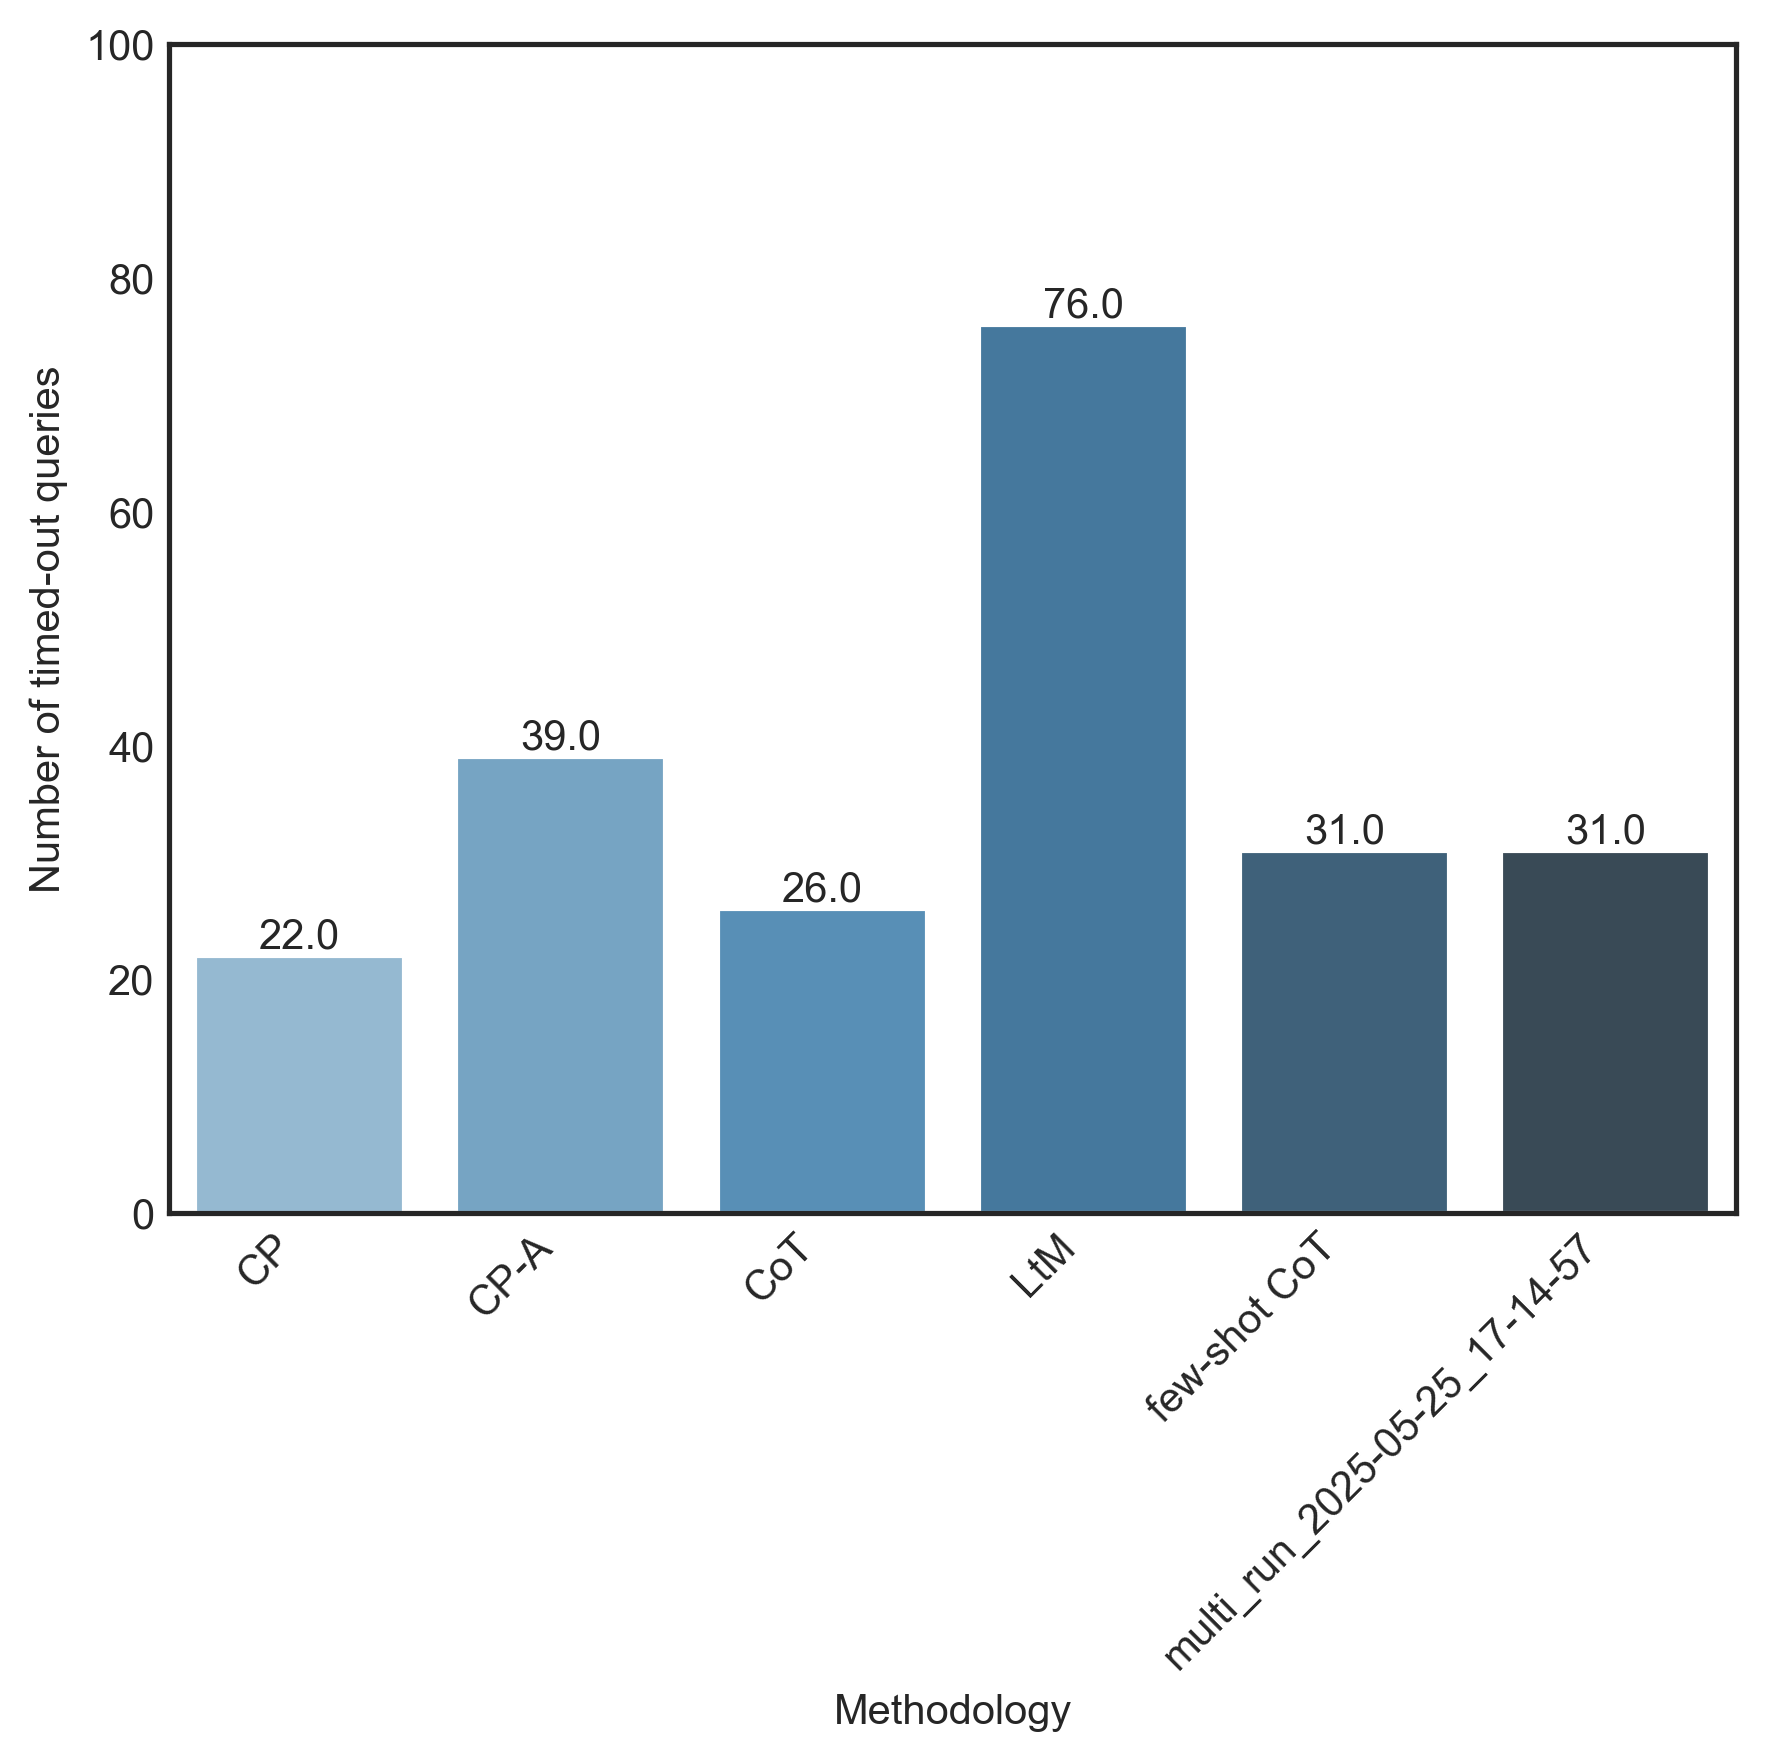 100
80
60
40
20
0
Number of timed-out queries
22.0
39.0
26.0
76.0
31.0
31.0
CP
CP-A
CoT
LtM
few-shot CoT
multi_run_2025-05-25_17-14-57
Methodology